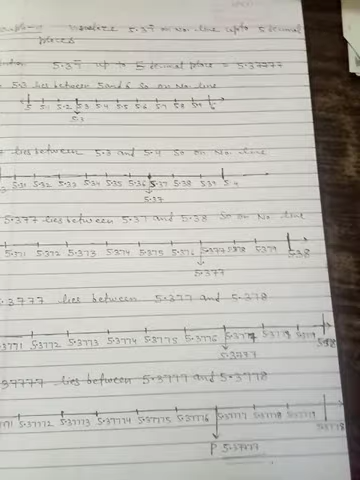 visualize 5.37 on No. line upto 5 decimal
places
5.37 up to 5 decimal place = 5.37777
5.3 lies between 5 and 6 so on No. line
5 5.1 5.2 5.3 5.4 5.5 5.6 5.7 5.8 5.9 6
5.3
7 lies between 5.3 and 5.4 so on No. line
5.31 5.32 5.33 5.34 5.35 5.36 5.37 5.38 5.39 5.4
5.37
5.377 lies between 5.37 and 5.38 so on No. line
5.371 5.372 5.373 5.374 5.375 5.376 5.377 5.378 5.379 5.38
5.377
.3777 lies between 5.377 and 5.378
.3771 5.3772 5.3773 5.3774 5.3775 5.3776 5.3777 5.3778 5.3779 5.378
5.3777
37777 lies between 5.3777 and 5.3778
771 5.37772 5.37773 5.37774 5.37775 5.37776 5.37777 5.37778 5.37779 5.3778
P 5.37777